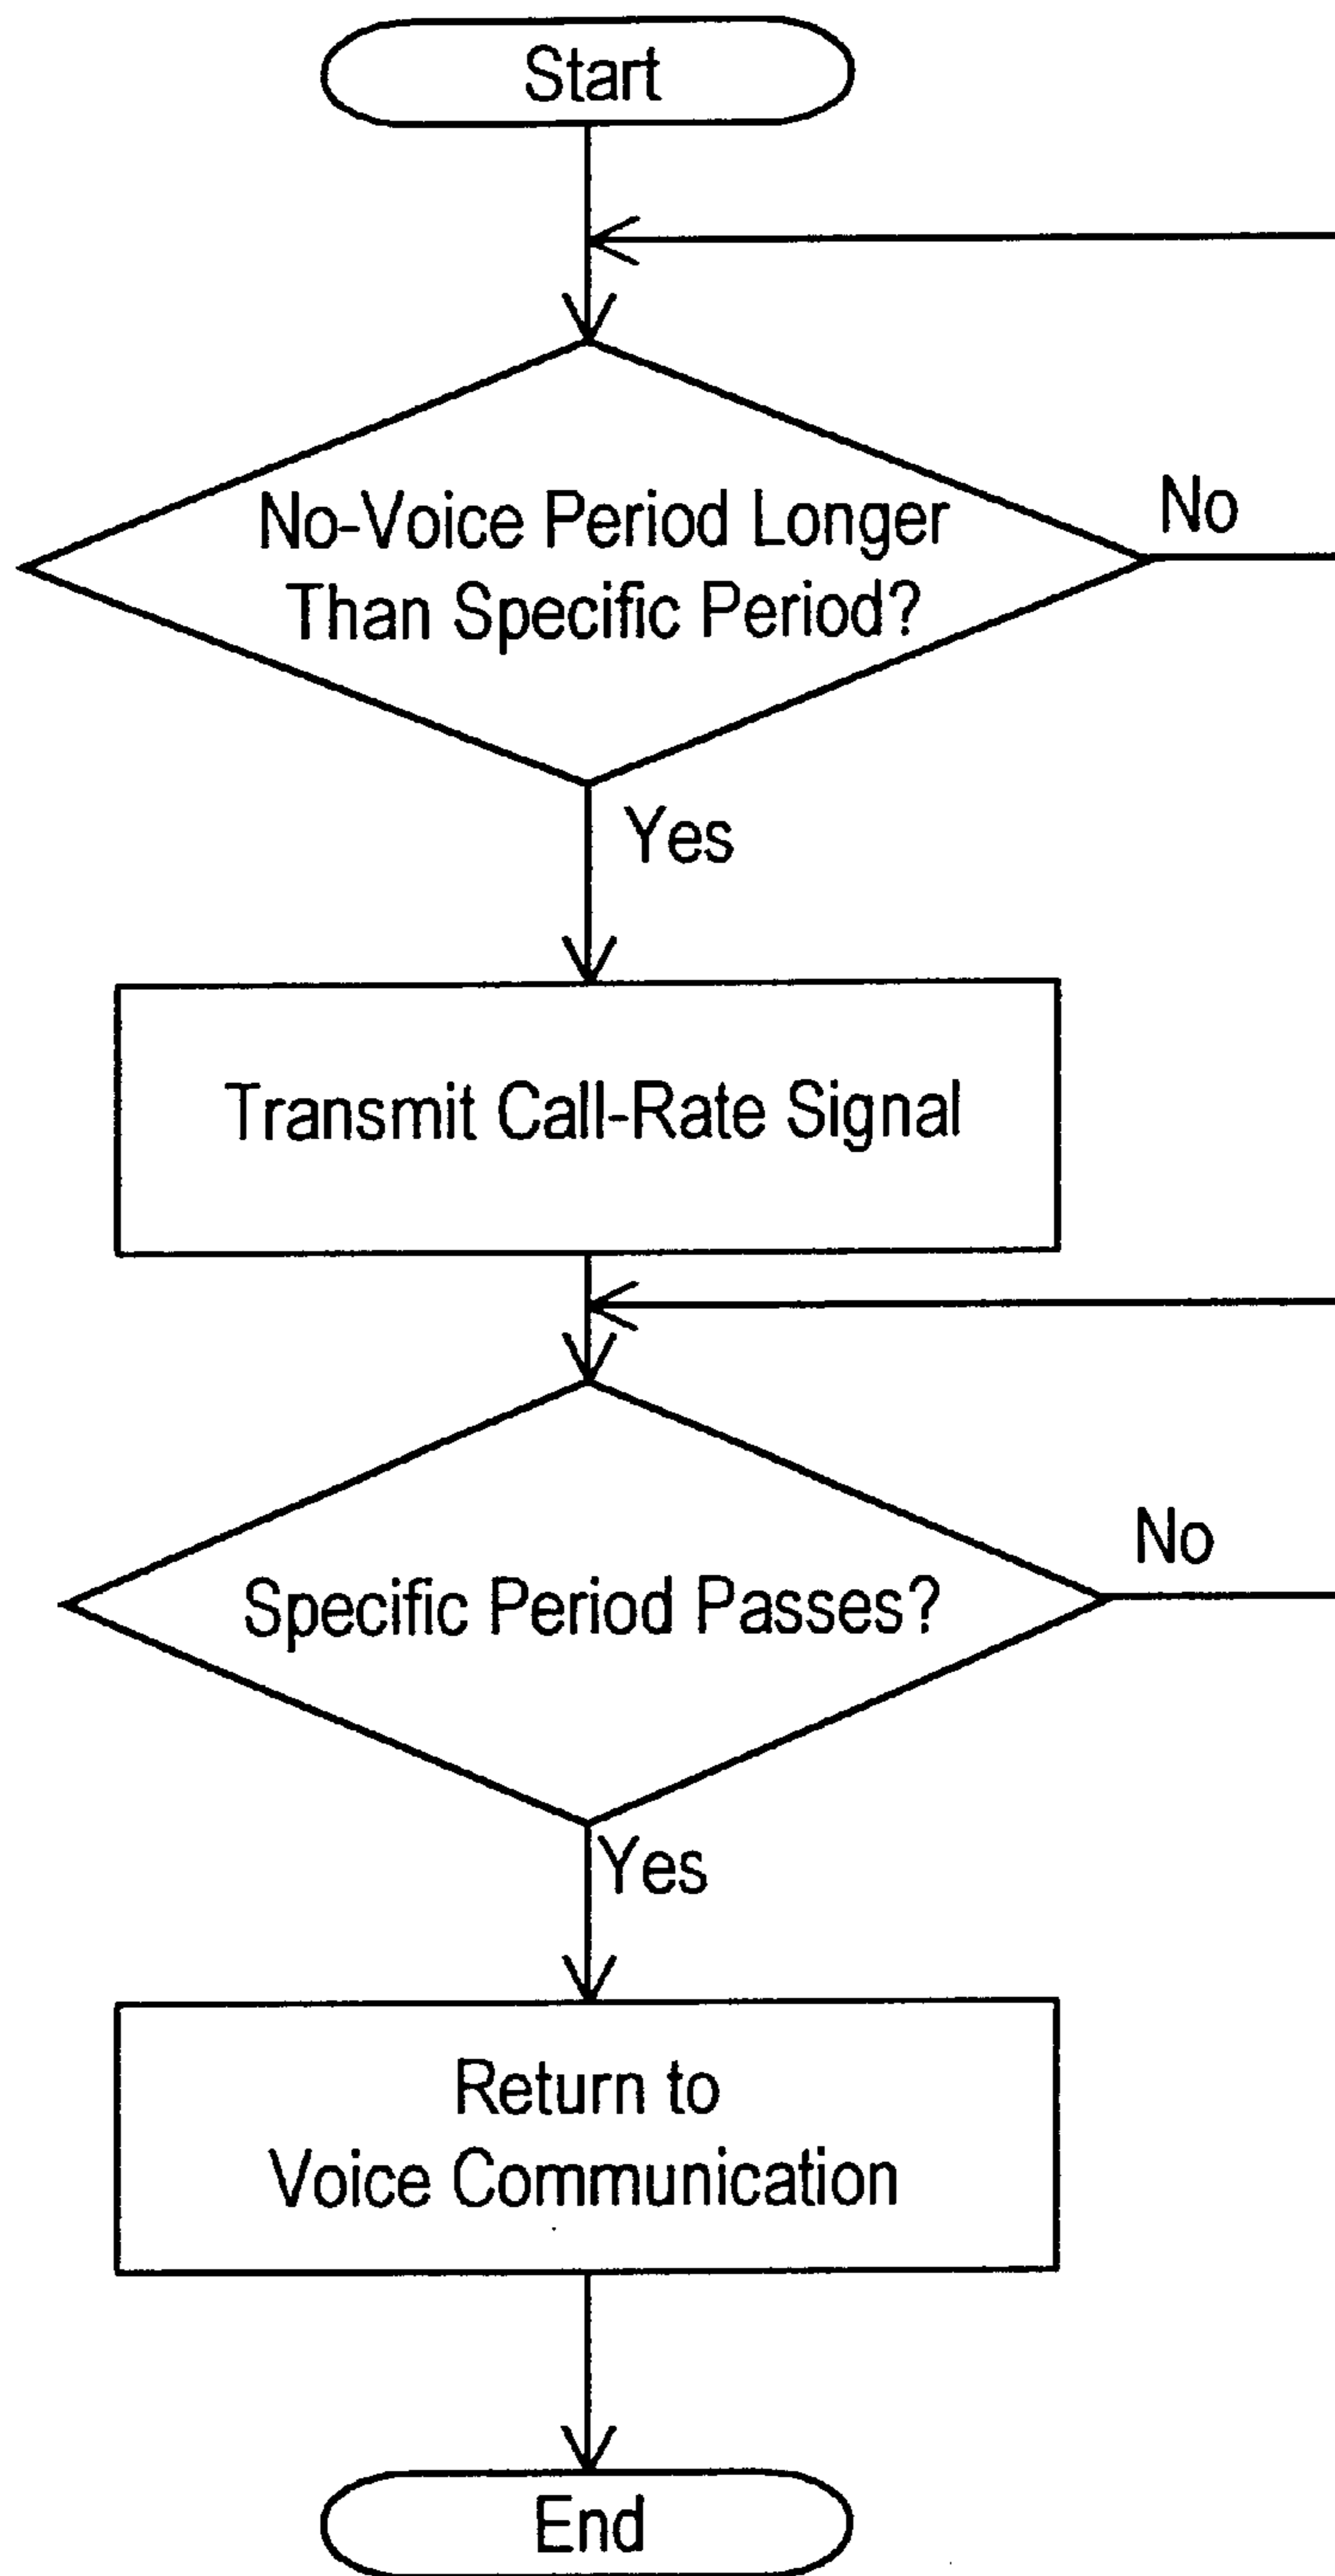 Start
No-Voice Period Longer
Than Specific Period?
No
Yes
Transmit Call-Rate Signal
Specific Period Passes?
No
Yes
Return to
Voice Communication
End